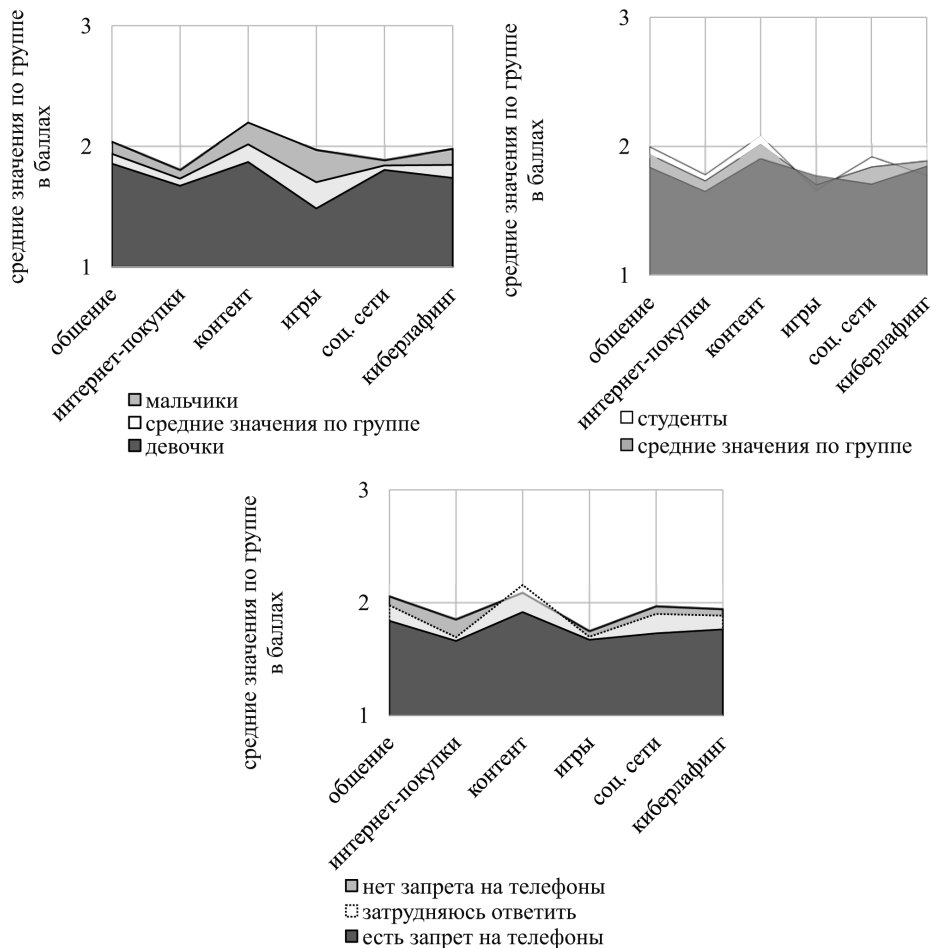 средние значения по группе
в баллах
3
2
1
общение
интернет-покупки
контент
игры
соц. сети
киберлафинг
мальчики
средние значения по группе
девочки
средние значения по группе
в баллах
3
2
1
общение
интернет-покупки
контент
игры
соц. сети
киберлафинг
студенты
средние значения по группе
средние значения по группе
в баллах
3
2
1
общение
интернет-покупки
контент
игры
соц. сети
киберлафинг
нет запрета на телефоны
затрудняюсь ответить
есть запрет на телефоны